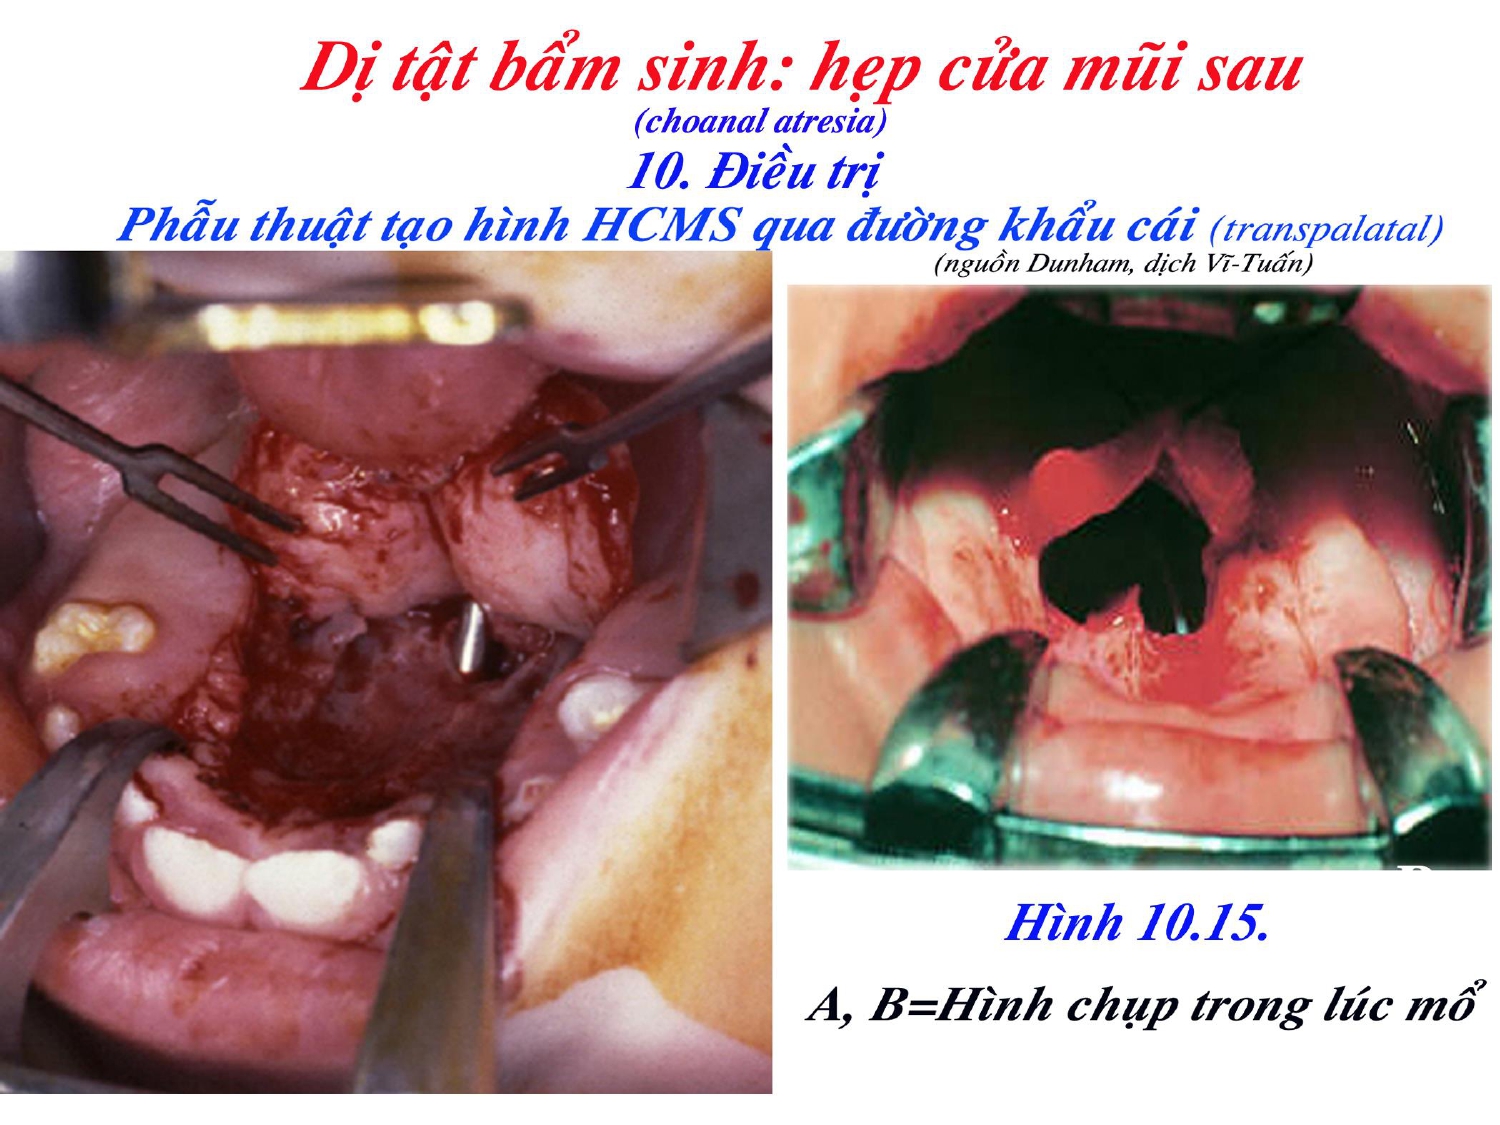 Dị tật bẩm sinh: hẹp cửa mũi sau
(choanal atresia)
10. Điều trị
Phẫu thuật tạo hình HCMS qua đường khẩu cái (transpalatal)
(nguồn Dunham, dịch Vĩ-Tuấn)
Hình 10.15.
A, B=Hình chụp trong lúc mổ